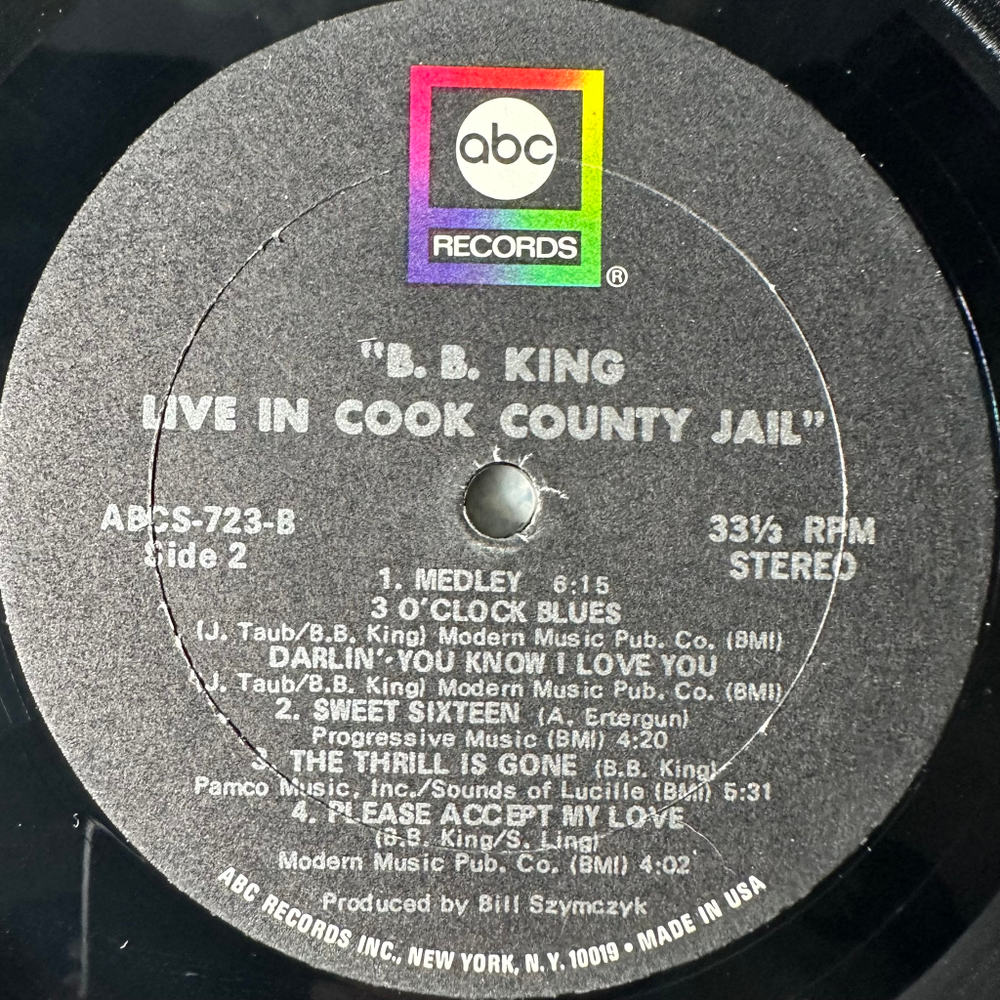 abc
RECORDS
®
"B. B. KING
LIVE IN COOK COUNTY JAIL"
ABCS-723-B
Side 2
33⅓ RPM
STEREO
1. MEDLEY 6:15
3 O'CLOCK BLUES
(J. Taub/B.B. King) Modern Music Pub. Co. (BMI)
DARLIN' YOU KNOW I LOVE YOU
(J. Taub/B.B. King) Modern Music Pub. Co. (BMI)
2. SWEET SIXTEEN (A. Ertergun)
Progressive Music (BMI) 4:20
3. THE THRILL IS GONE (B.B. King)
Pamco Music, Inc./Sounds of Lucille (BMI) 5:31
4. PLEASE ACCEPT MY LOVE
(B.B. King/S. Ling)
Modern Music Pub. Co. (BMI) 4:02
Produced by Bill Szymczyk
ABC RECORDS INC., NEW YORK, N.Y. 10019 • MADE IN USA